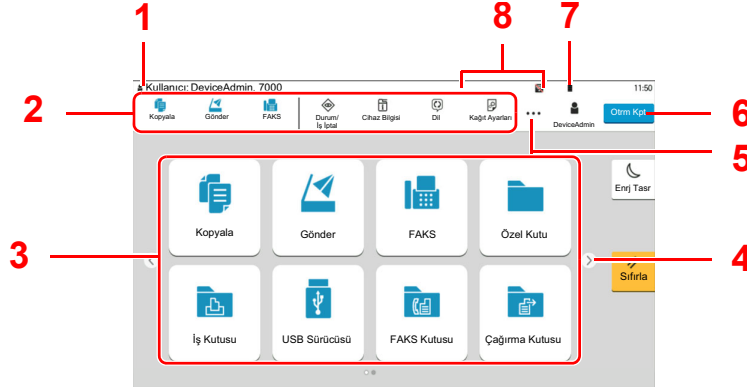 1
8
7
Kullanıcı: DeviceAdmin. 7000
11:50
2
Kopyala
Gönder
FAKS
Durum/
İş İptal
Cihaz Bilgisi
Dil
Kağıt Ayarları
DeviceAdmin
Otrm Kpt
6
5
Enrj Tasr
Kopyala
Gönder
FAKS
Özel Kutu
3
4
Sıfırla
İş Kutusu
USB Sürücüsü
FAKS Kutusu
Çağırma Kutusu